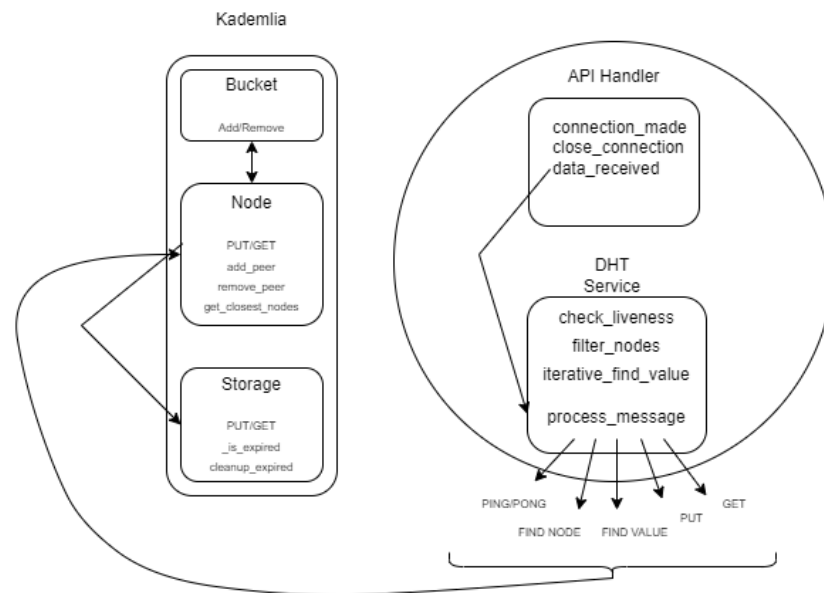 Kademlia
Bucket
Add/Remove
Node
PUT/GET
add_peer
remove_peer
get_closest_nodes
Storage
PUT/GET
_is_expired
cleanup_expired
API Handler
connection_made
close_connection
data_received
DHT
Service
check_liveness
filter_nodes
iterative_find_value
process_message
PING/PONG
FIND NODE
FIND VALUE
PUT
GET